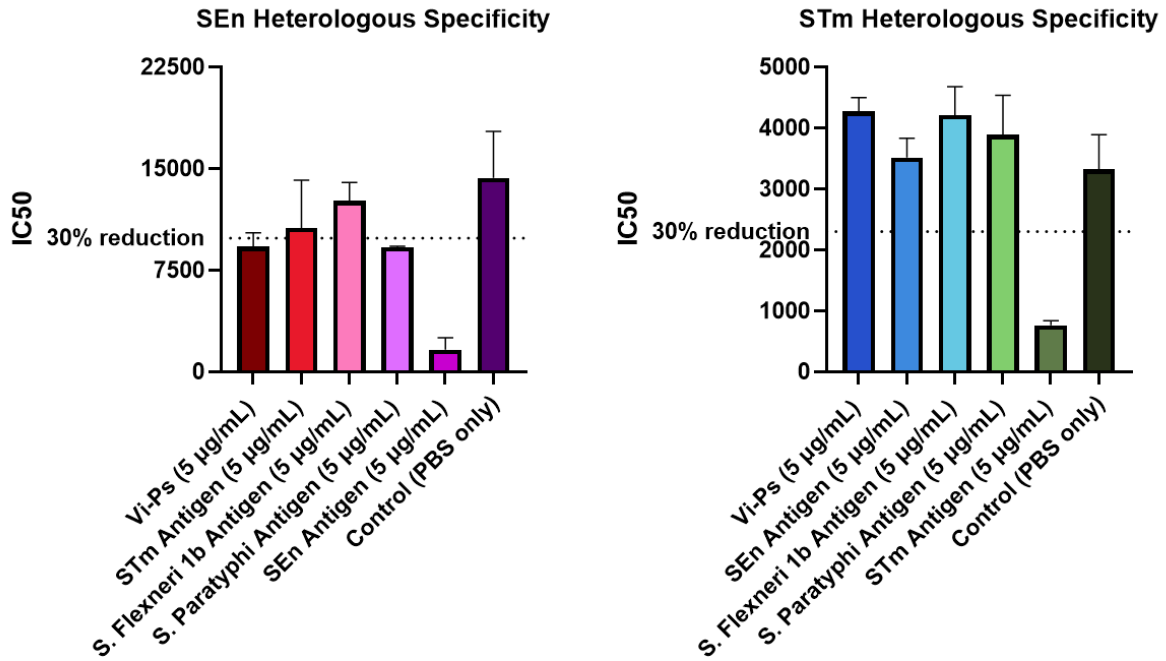 SEn Heterologous Specificity
22500
15000
7500
0
IC50
30% reduction
Vi-Ps (5 µg/mL)
STm Antigen (5 µg/mL)
S. Flexneri 1b Antigen (5 µg/mL)
S. Paratyphi Antigen (5 µg/mL)
SEn Antigen (5 µg/mL)
Control (PBS only)
STm Heterologous Specificity
5000
4000
3000
2000
1000
0
IC50
30% reduction
Vi-Ps (5 µg/mL)
SEn Antigen (5 µg/mL)
S. Flexneri 1b Antigen (5 µg/mL)
S. Paratyphi Antigen (5 µg/mL)
STm Antigen (5 µg/mL)
Control (PBS only)